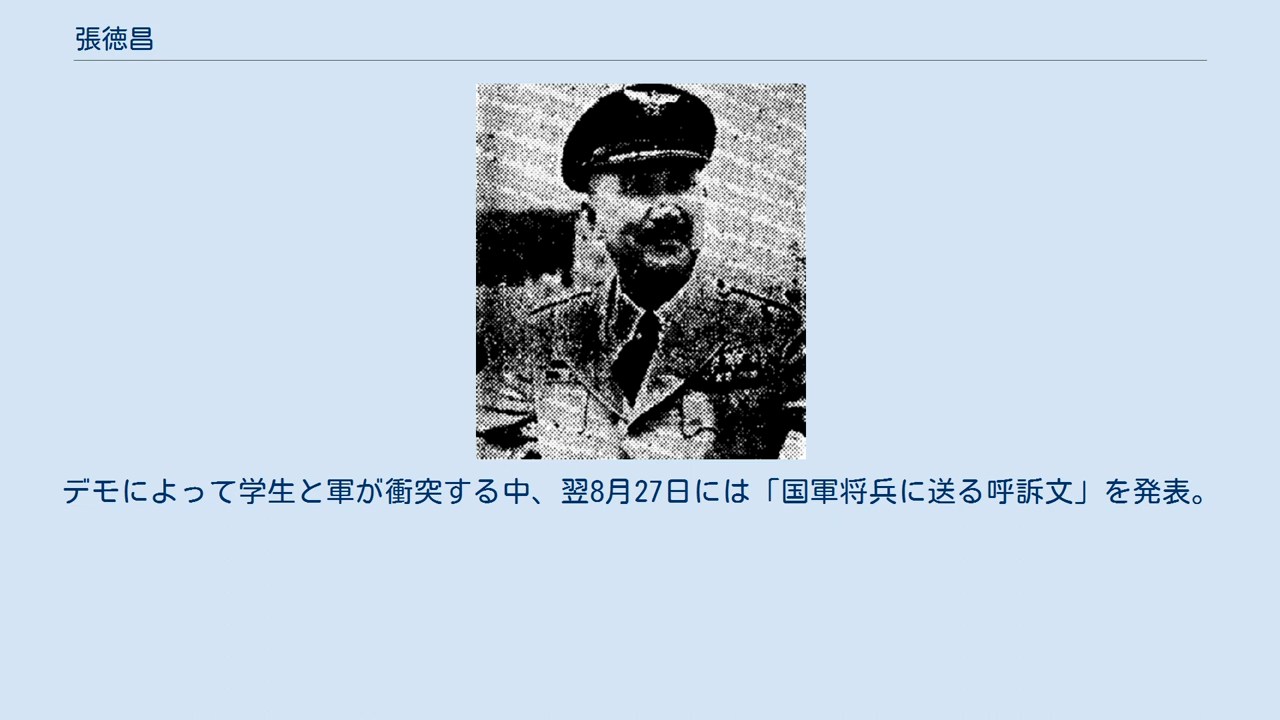 張徳昌
デモによって学生と軍が衝突する中、翌8月27日には「国軍将兵に送る呼訴文」を発表。